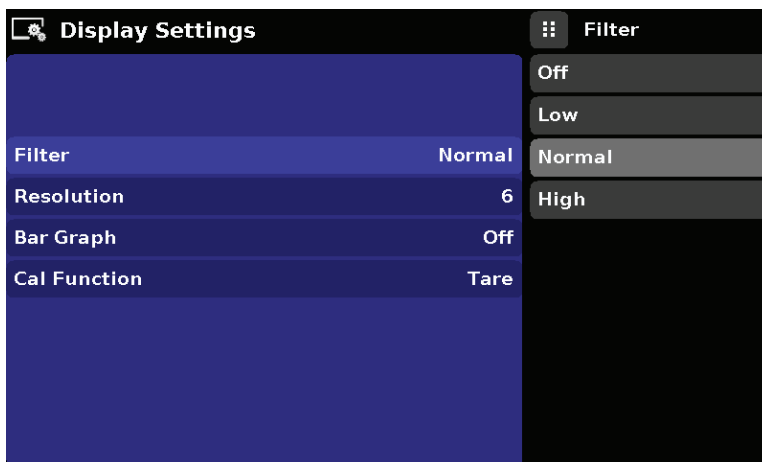 Display Settings
Filter Normal
Resolution 6
Bar Graph Off
Cal Function Tare
Filter
Off
Low
Normal
High